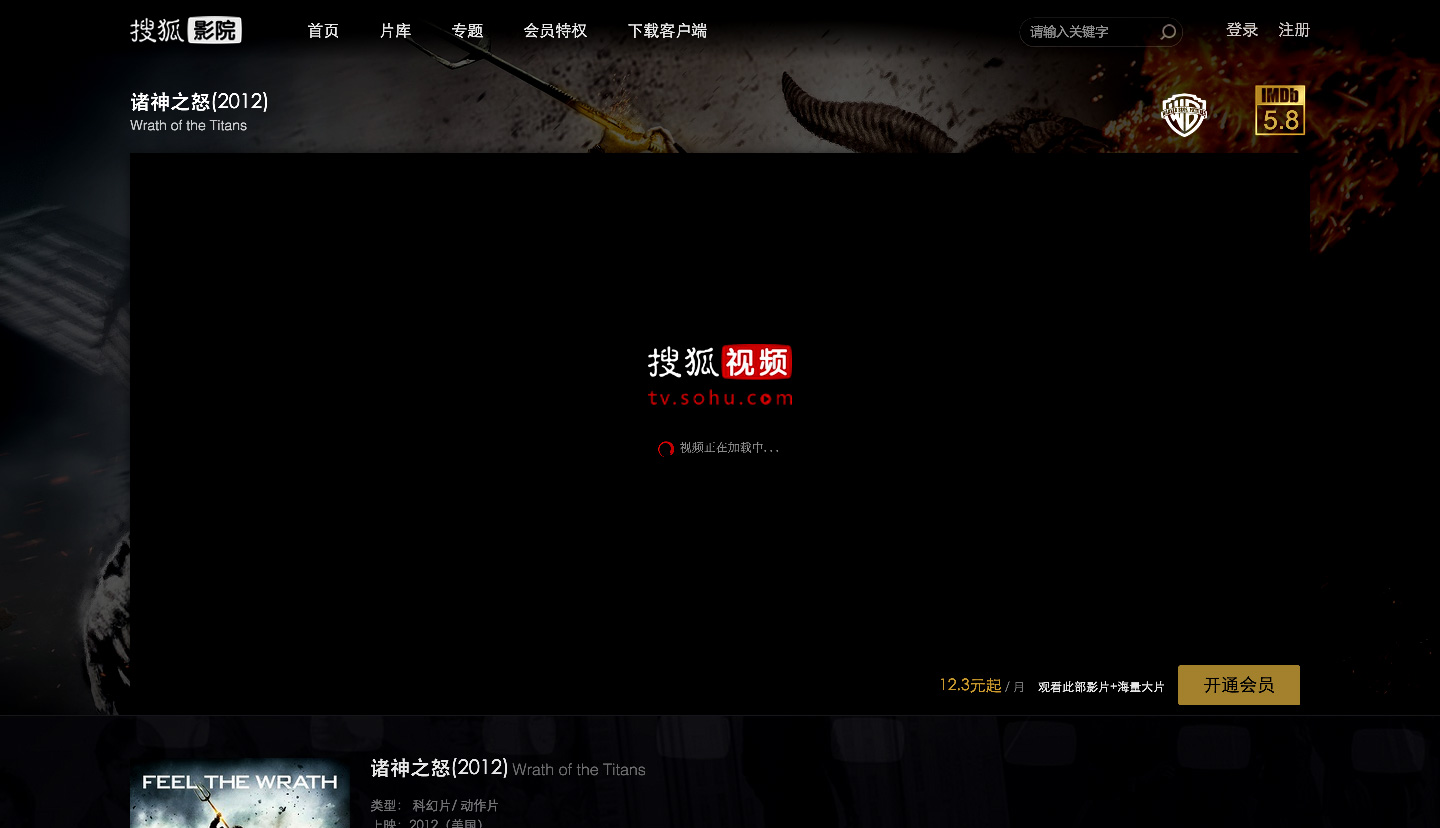 搜狐影院
首页
片库
专题
会员特权
下载客户端
请输入关键字
登录
注册
诸神之怒(2012)
Wrath of the Titans
IMDb
5.8
搜狐视频
tv.sohu.com
视频正在加载中...
12.3元起 / 月
观看此部影片+海量大片
开通会员
FEEL THE WRATH
诸神之怒(2012) Wrath of the Titans
类型： 科幻片/ 动作片
上映：2012（美国）